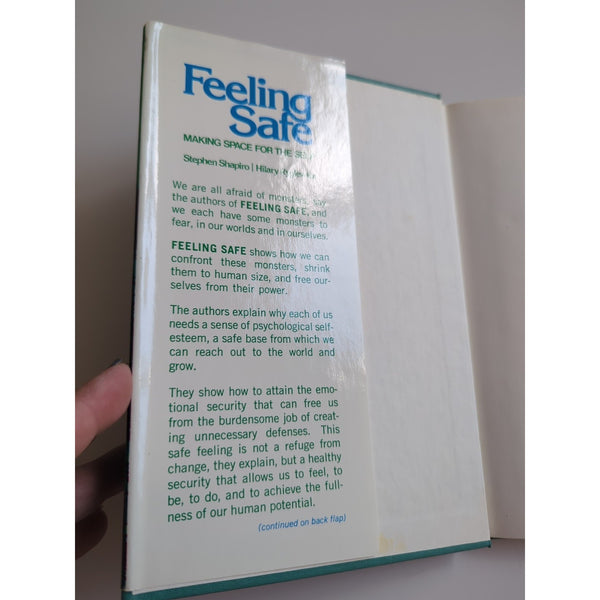 Feeling
Safe
MAKING SPACE FOR THE
Stephen Shapiro | Hilary
We are all afraid of monsters, say
the authors of FEELING SAFE, and
we each have some monsters to
fear, in our worlds and in ourselves.
FEELING SAFE shows how we can
confront these monsters, shrink
them to human size, and free our-
selves from their power.
The authors explain why each of us
needs a sense of psychological self-
esteem, a safe base from which we
can reach out to the world and
grow.
They show how to attain the emo-
tional security that can free us
from the burdensome job of creat-
ing unnecessary defenses. This
safe feeling is not a refuge from
change, they explain, but a healthy
security that allows us to feel, to
be, to do, and to achieve the full-
ness of our human potential.
(continued on back flap)